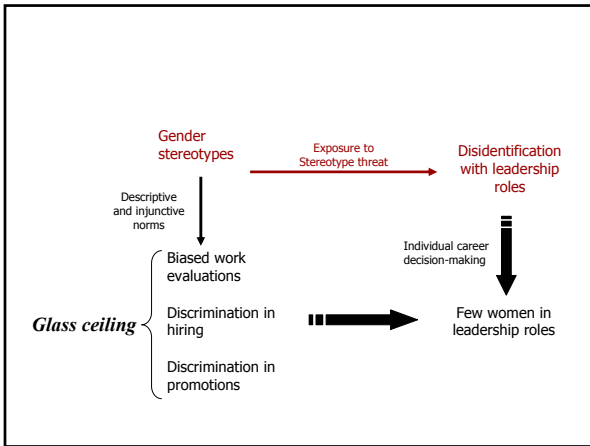 Gender
stereotypes
Exposure to
Stereotype threat
Disidentification
with leadership
roles
Descriptive
and injunctive
norms
Individual career
decision-making
Biased work
evaluations
Glass ceiling
Discrimination in
hiring
Few women in
leadership roles
Discrimination in
promotions